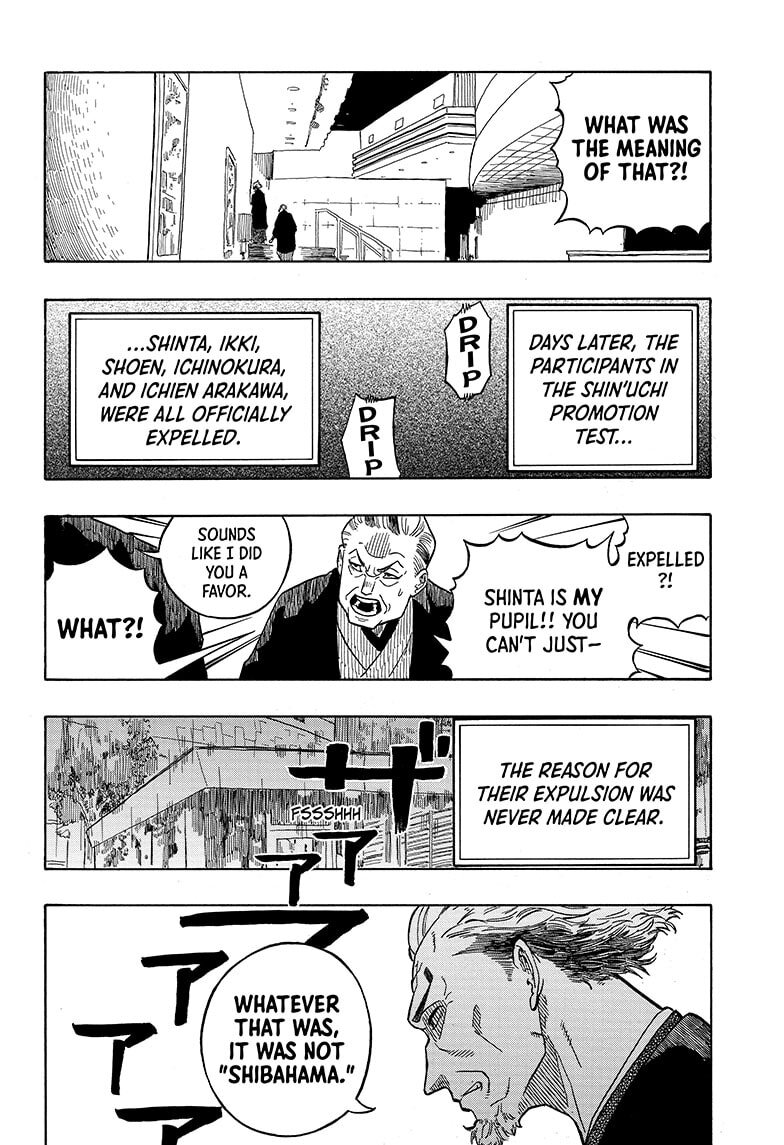 WHAT WAS
THE MEANING
OF THAT?!
DAYS LATER, THE
PARTICIPANTS IN
THE SHIN'UCHI
PROMOTION
TEST...
DRIP
DRIP
...SHINTA, IKKI,
SHOEN, ICHINOKURA,
AND ICHIEN ARAKAWA,
WERE ALL OFFICIALLY
EXPELLED.
EXPELLED
?!
SHINTA IS MY
PUPIL!! YOU
CAN'T JUST–
SOUNDS
LIKE I DID
YOU A
FAVOR.
WHAT?!
THE REASON FOR
THEIR EXPULSION WAS
NEVER MADE CLEAR.
ザアアアアアア
FSSSHHH
WHATEVER
THAT WAS,
IT WAS NOT
"SHIBAHAMA."